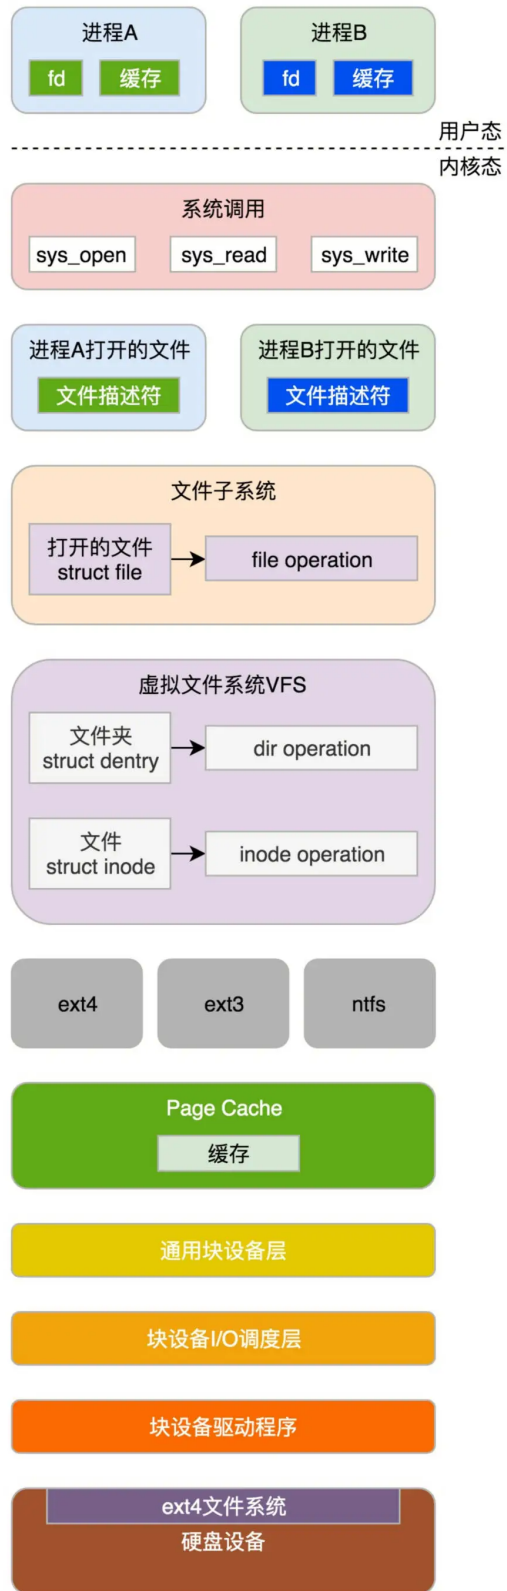 进程A
进程B
fd
缓存
fd
缓存
用户态
内核态
系统调用
sys_open
sys_read
sys_write
进程A打开的文件
进程B打开的文件
文件描述符
文件描述符
文件子系统
打开的文件
struct file
file operation
虚拟文件系统VFS
文件夹
struct dentry
dir operation
文件
struct inode
inode operation
ext4
ext3
ntfs
Page Cache
缓存
通用块设备层
块设备I/O调度层
块设备驱动程序
ext4文件系统
硬盘设备